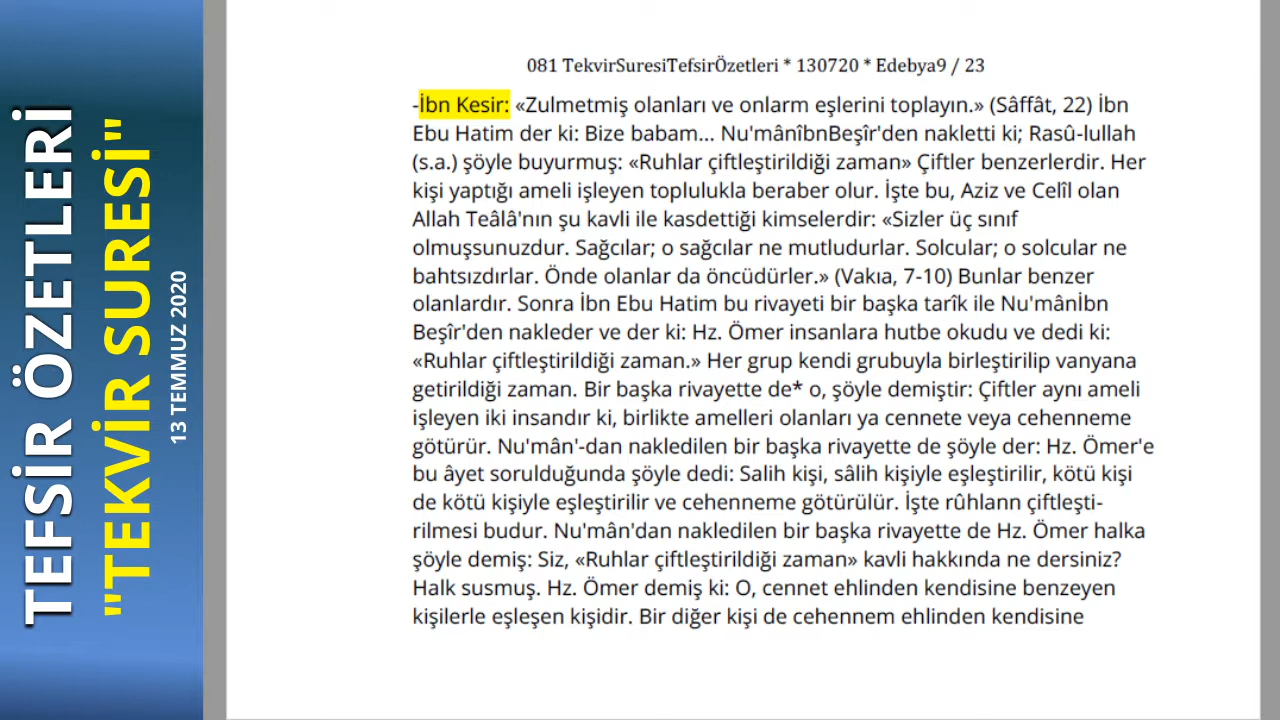 TEFSİR ÖZETLERİ
"TEKVİR SURESİ"
13 TEMMUZ 2020
081 TekvirSuresiTefsirÖzetleri * 130720 * Edebya9 / 23
-İbn Kesir: «Zulmetmiş olanları ve onlarm eşlerini toplayın.» (Sâffât, 22) İbn
Ebu Hatim der ki: Bize babam... Nu'mânîbnBeşîr'den nakletti ki; Rasû-lullah
(s.a.) şöyle buyurmuş: «Ruhlar çiftleştirildiği zaman» Çiftler benzerlerdir. Her
kişi yaptığı ameli işleyen toplulukla beraber olur. İşte bu, Aziz ve Celîl olan
Allah Teâlâ'nın şu kavli ile kasdettiği kimselerdir: «Sizler üç sınıf
olmuşsunuzdur. Sağcılar; o sağcılar ne mutludurlar. Solcular; o solcular ne
bahtsızdırlar. Önde olanlar da öncüdürler.» (Vakıa, 7-10) Bunlar benzer
olanlardır. Sonra İbn Ebu Hatim bu rivayeti bir başka tarîk ile Nu'mânİbn
Beşîr'den nakleder ve der ki: Hz. Ömer insanlara hutbe okudu ve dedi ki:
«Ruhlar çiftleştirildiği zaman.» Her grup kendi grubuyla birleştirilip vanyana
getirildiği zaman. Bir başka rivayette de* o, şöyle demiştir: Çiftler aynı ameli
işleyen iki insandır ki, birlikte amelleri olanları ya cennete veya cehenneme
götürür. Nu'mân'-dan nakledilen bir başka rivayette de şöyle der: Hz. Ömer'e
bu âyet sorulduğunda şöyle dedi: Salih kişi, sâlih kişiyle eşleştirilir, kötü kişi
de kötü kişiyle eşleştirilir ve cehenneme götürülür. İşte rûhlann çiftleşti-
rilmesi budur. Nu'mân'dan nakledilen bir başka rivayette de Hz. Ömer halka
şöyle demiş: Siz, «Ruhlar çiftleştirildiği zaman» kavli hakkında ne dersiniz?
Halk susmuş. Hz. Ömer demiş ki: O, cennet ehlinden kendisine benzeyen
kişilerle eşleşen kişidir. Bir diğer kişi de cehennem ehlinden kendisine